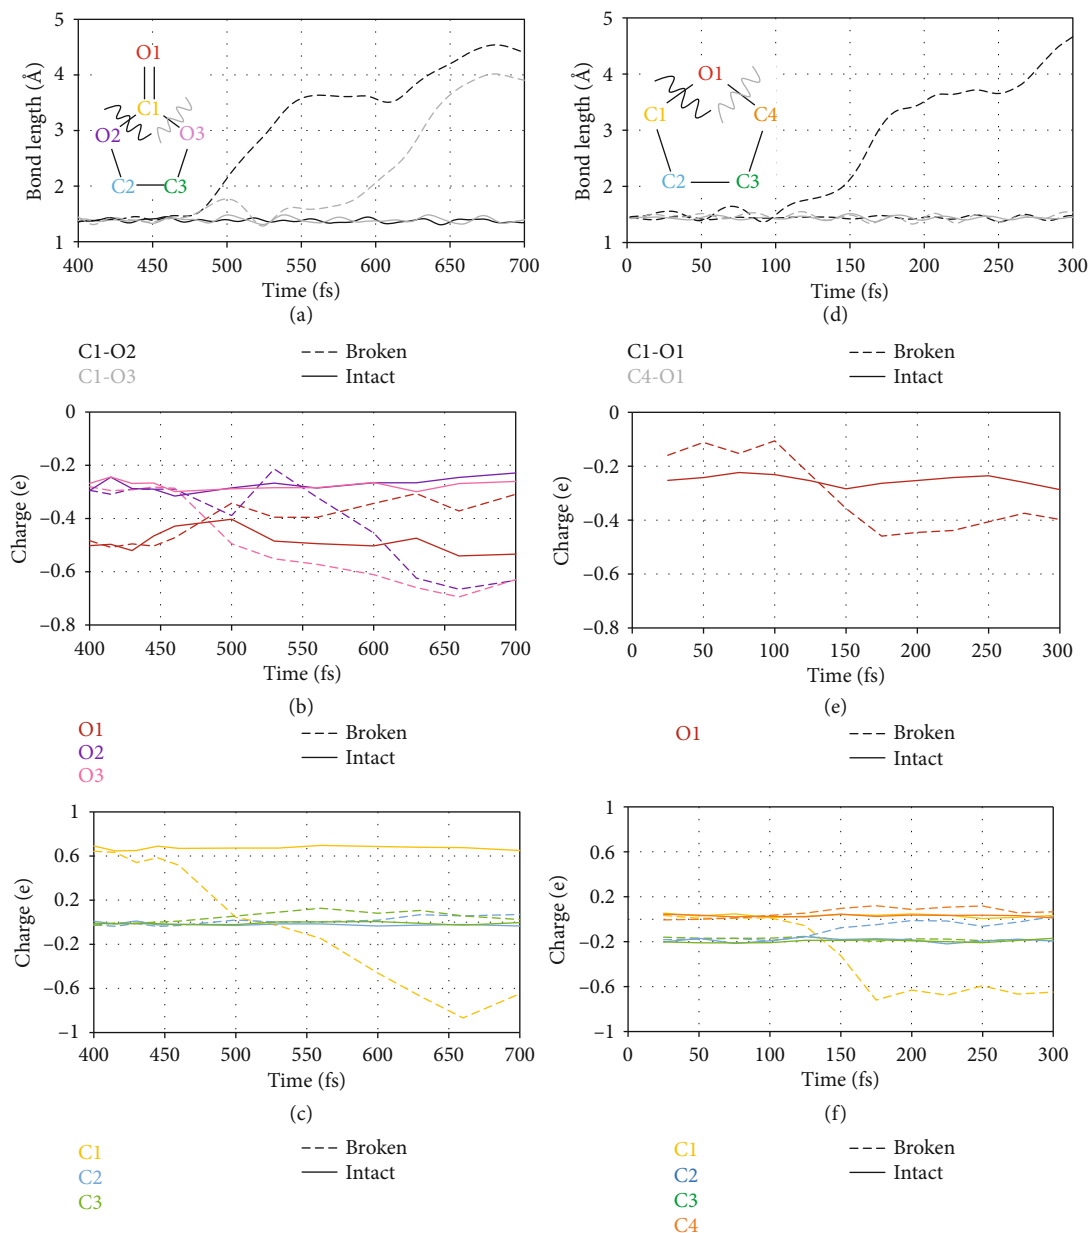 5
4
3
2
1
Bond length (Å)
O1
C1
O2
O3
C2
C3
400
450
500
550
600
650
700
Time (fs)
(a)
C1-O2
C1-O3
Broken
Intact
5
4
3
2
1
Bond length (Å)
O1
C1
C4
C2
C3
0
50
100
150
200
250
300
Time (fs)
(d)
C1-O1
C4-O1
Broken
Intact
0
−0.2
−0.4
−0.6
−0.8
Charge (e)
400
450
500
550
600
650
700
Time (fs)
(b)
O1
O2
O3
Broken
Intact
0
−0.2
−0.4
−0.6
−0.8
Charge (e)
0
50
100
150
200
250
300
Time (fs)
(e)
O1
Broken
Intact
1
0.6
0.2
−0.2
−0.6
−1
Charge (e)
400
450
500
550
600
650
700
Time (fs)
(c)
C1
C2
C3
Broken
Intact
1
0.6
0.2
−0.2
−0.6
−1
Charge (e)
0
50
100
150
200
250
300
Time (fs)
(f)
C1
C2
C3
C4
Broken
Intact